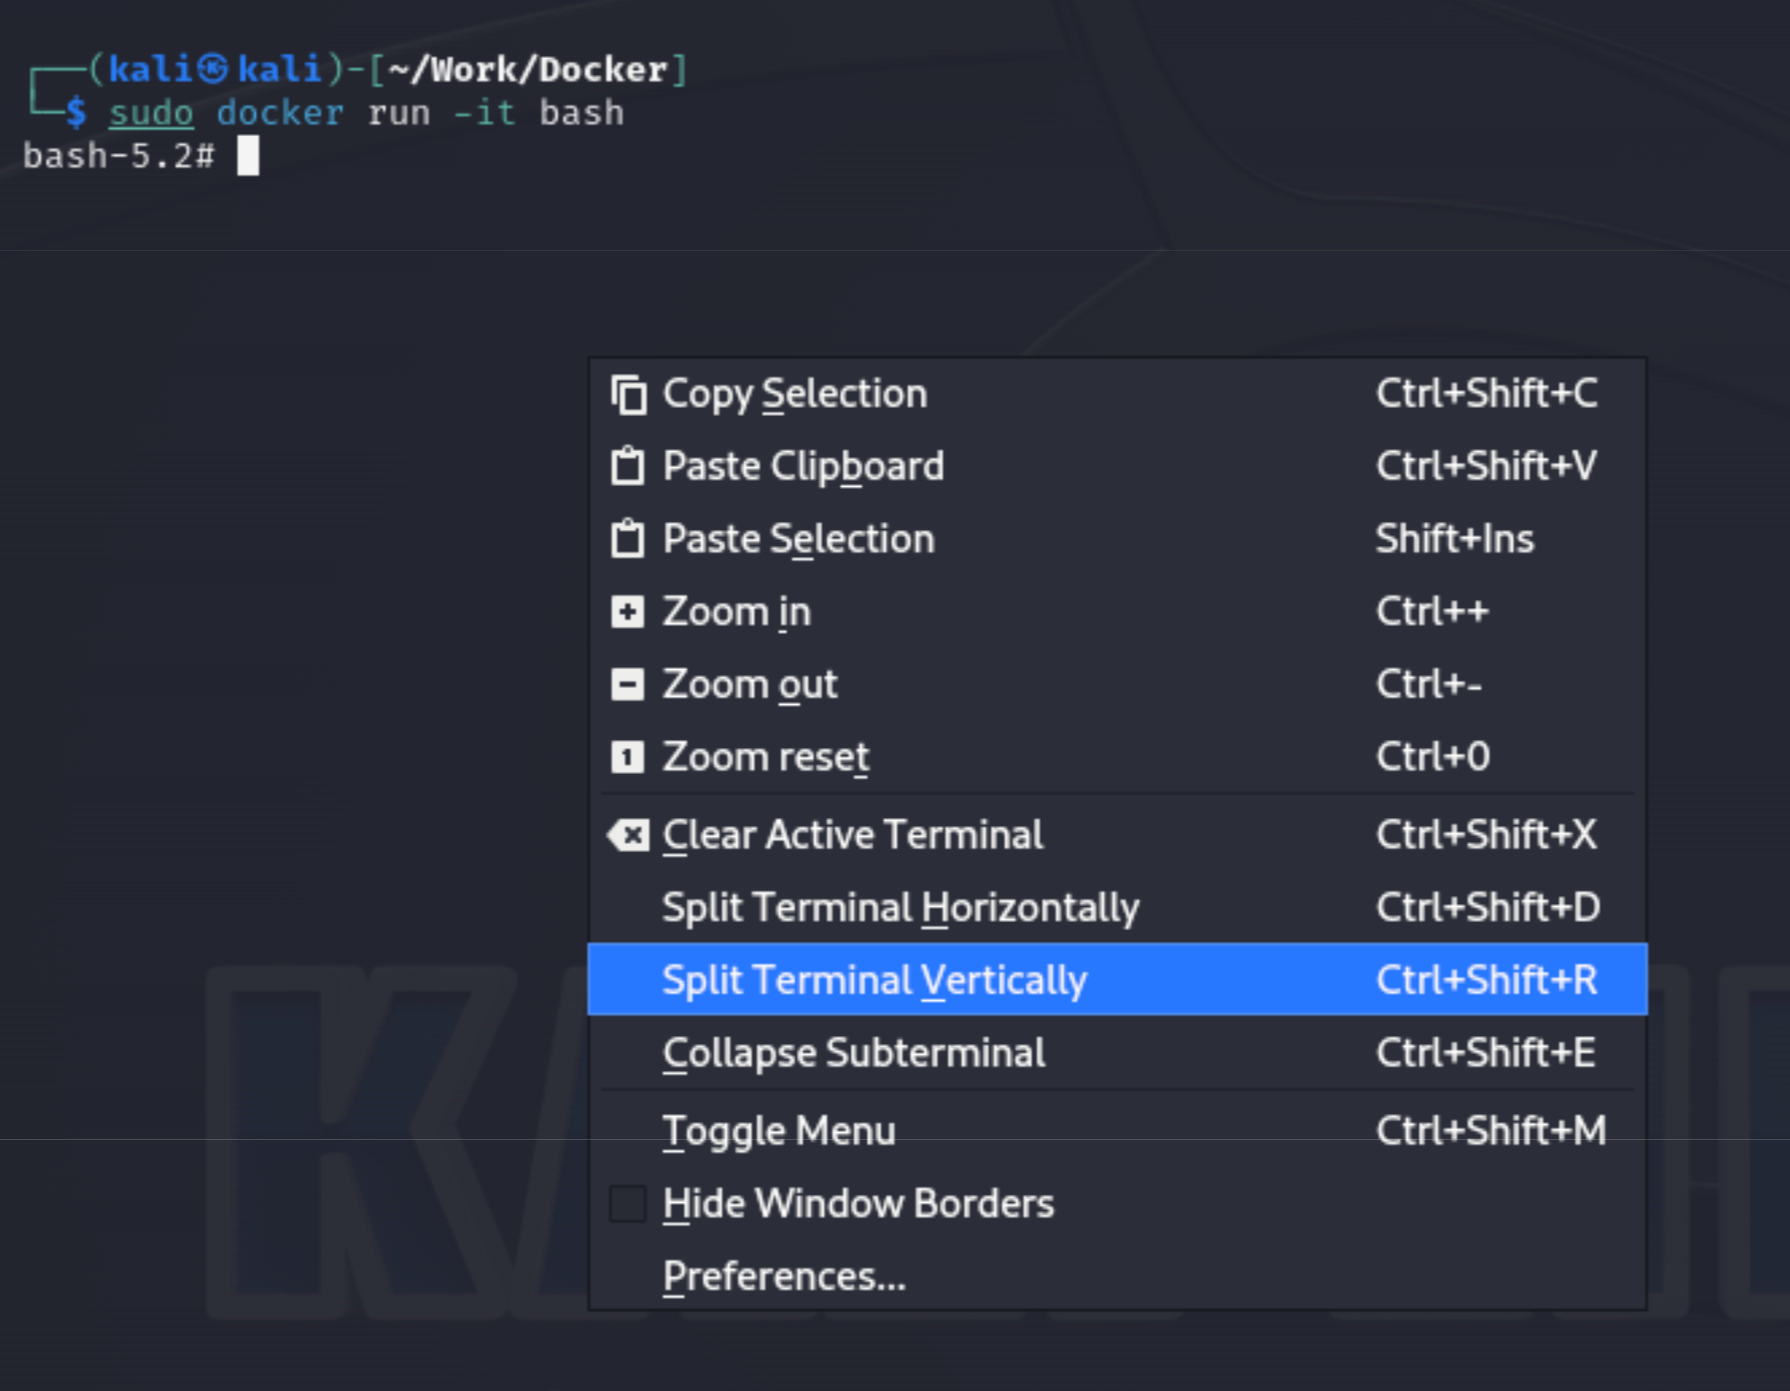 ┌──(kali㉿kali)-[~/Work/Docker]
└─$ sudo docker run -it bash
bash-5.2#
Copy Selection Ctrl+Shift+C
Paste Clipboard Ctrl+Shift+V
Paste Selection Shift+Ins
Zoom in Ctrl++
Zoom out Ctrl+-
Zoom reset Ctrl+0
Clear Active Terminal Ctrl+Shift+X
Split Terminal Horizontally Ctrl+Shift+D
Split Terminal Vertically Ctrl+Shift+R
Collapse Subterminal Ctrl+Shift+E
Toggle Menu Ctrl+Shift+M
Hide Window Borders
Preferences...